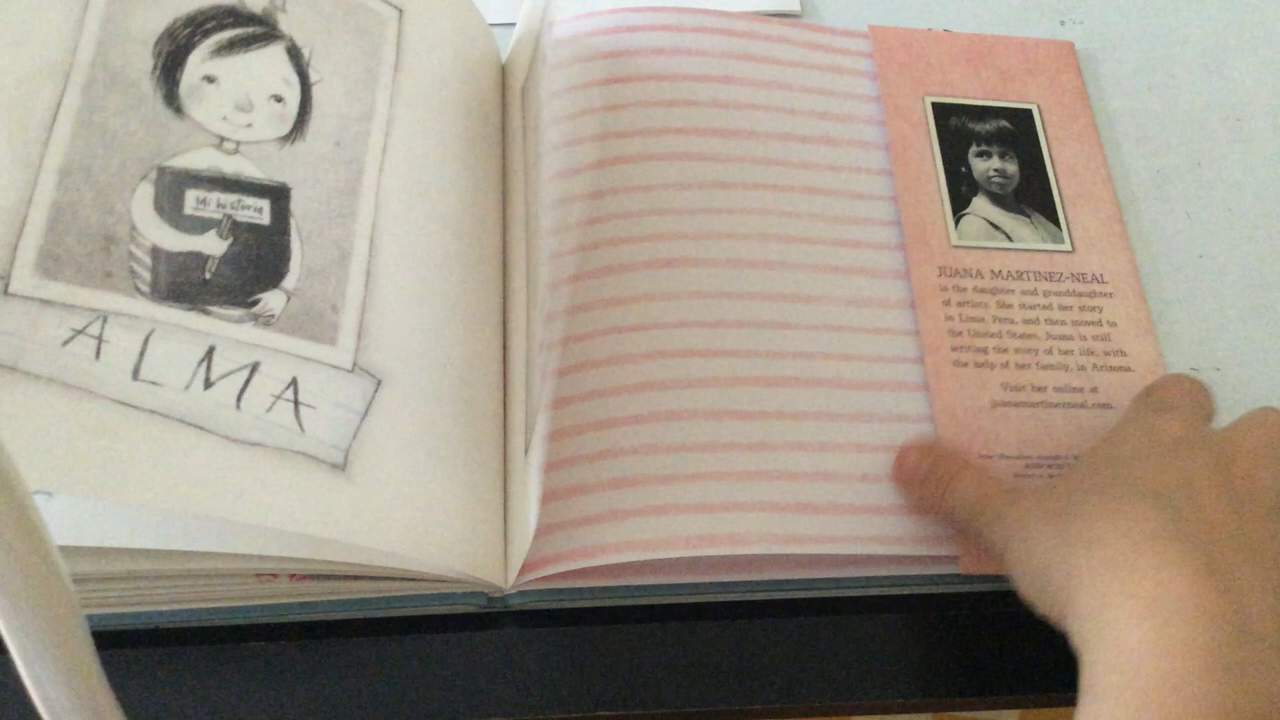 Mi historia
ALMA
JUANA MARTINEZ-NEAL
is the daughter and granddaughter
of artists. She started her story
in Lima, Peru, and then moved to
the United States. Juana is still
writing the story of her life, with
the help of her family, in Arizona.
Visit her online at
juanamartinezneal.com.